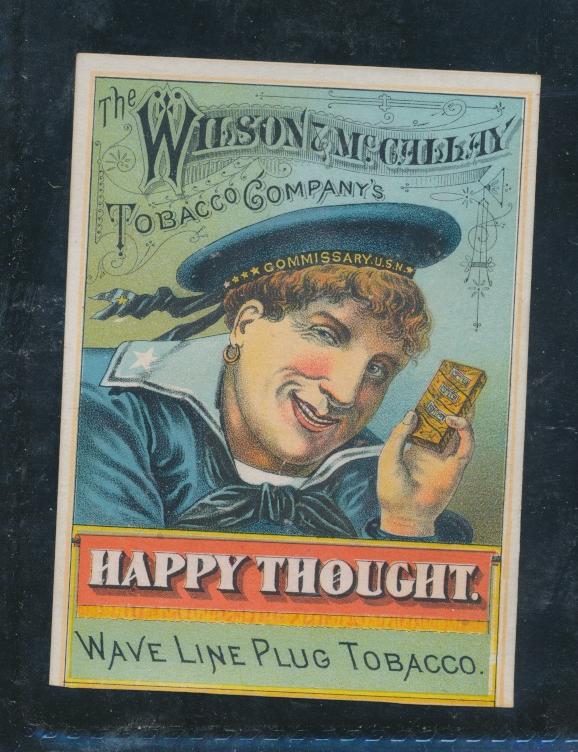 The
Wilson & McCallay
Tobacco Company's
COMMISSARY U.S.N.
HAPPY THOUGHT.
Wave Line Plug Tobacco.